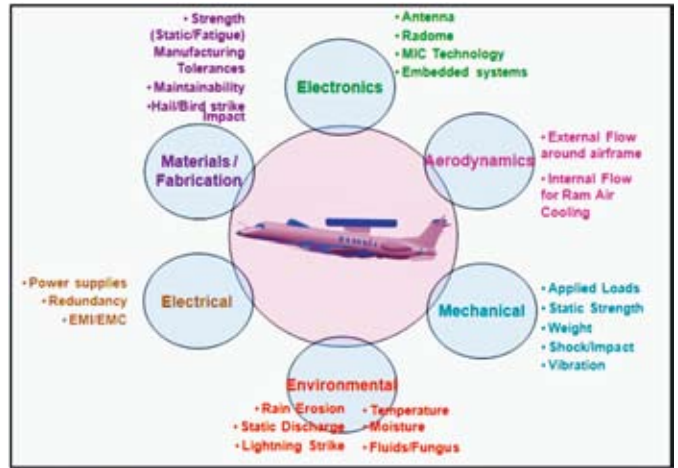 • Strength
(Static/Fatigue)
Manufacturing
Tolerances
• Maintainability
• Hail/Bird strike
Impact
• Antenna
• Radome
• MIC Technology
• Embedded systems
Electronics
Materials /
Fabrication
Aerodynamics
• External Flow
around airframe
• Internal Flow
for Ram Air
Cooling
• Power supplies
• Redundancy
• EMI/EMC
Electrical
Mechanical
• Applied Loads
• Static Strength
• Weight
• Shock/Impact
• Vibration
Environmental
• Rain Erosion
• Static Discharge
• Lightning Strike
• Temperature
• Moisture
• Fluids/Fungus